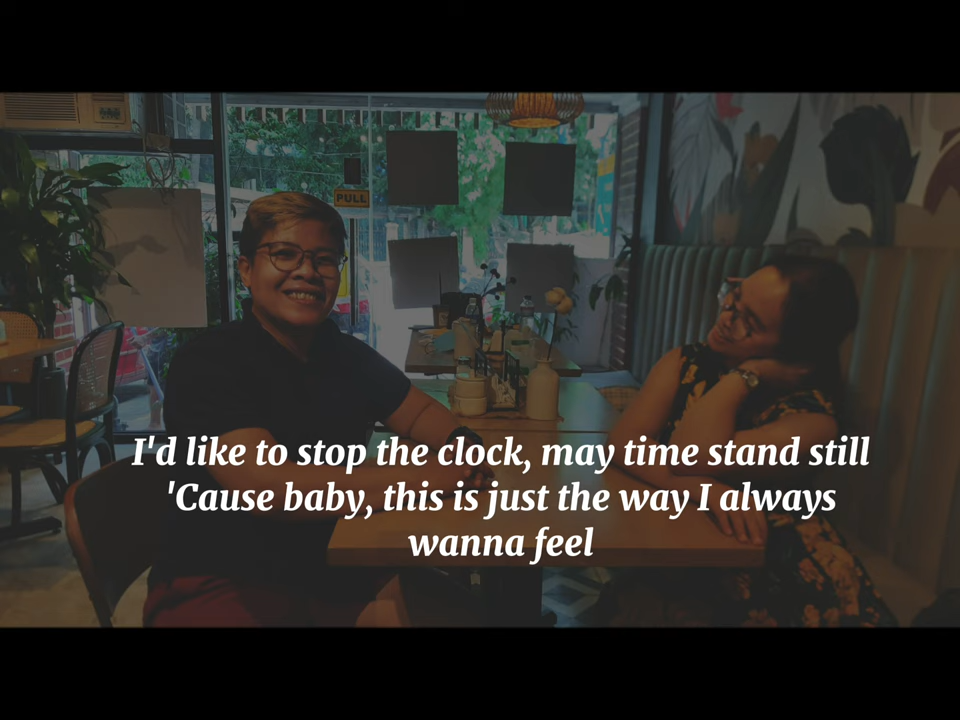 PULL
I'd like to stop the clock, may time stand still
'Cause baby, this is just the way I always
wanna feel